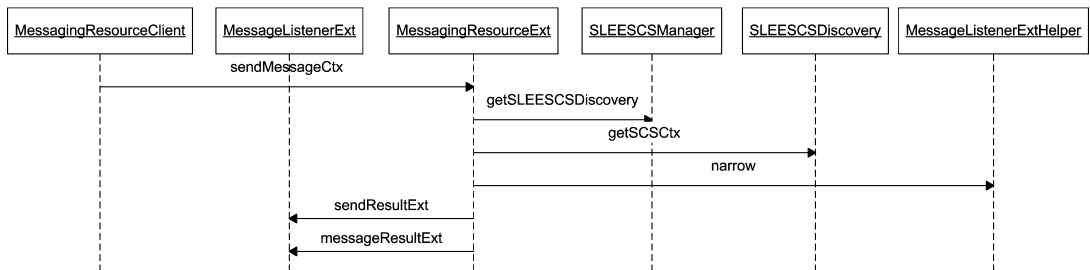 MessagingResourceClient
MessageListenerExt
MessagingResourceExt
SLEESCSManager
SLEESCSDiscovery
MessageListenerExtHelper
sendMessageCtx
getSLEESCSDiscovery
getSCSCtx
narrow
sendResultExt
messageResultExt